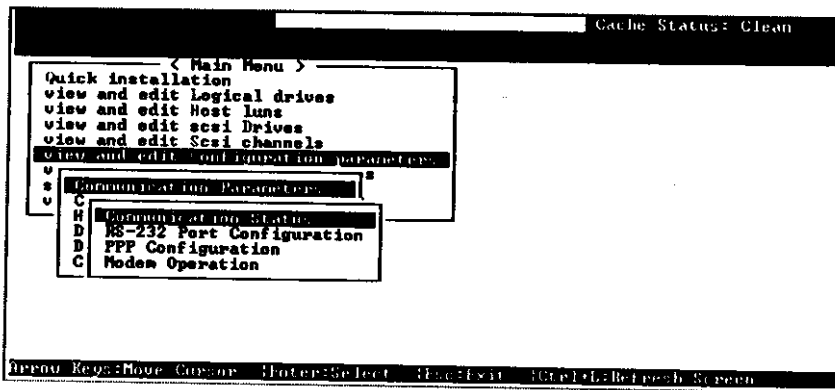 Cache Status: Clean
< Main Menu >
Quick installation
view and edit Logical drives
view and edit Host luns
view and edit scsi Drives
view and edit Scsi channels
view and edit Configuration parameters
v s
s Communication Parameters
v C
H Communication Status
D RS-232 Port Configuration
D PPP Configuration
C Modem Operation
Arrow Keys:Move Cursor |Enter:Select |Esc:Exit |Ctrl+L:Refresh Screen